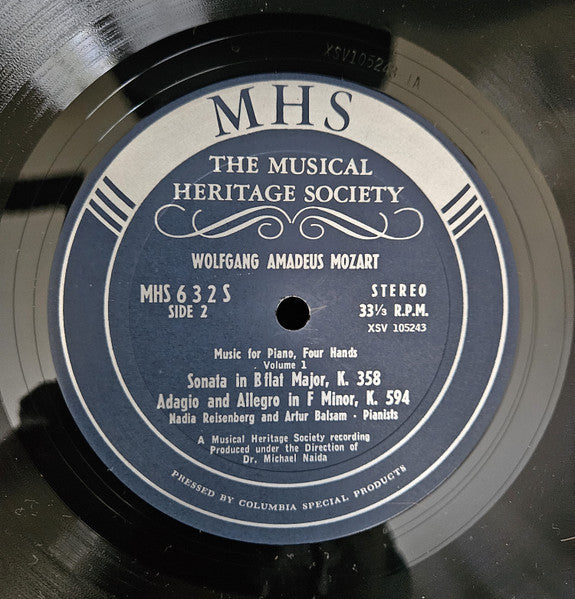 XSV105243 1A
MHS
THE MUSICAL
HERITAGE SOCIETY
WOLFGANG AMADEUS MOZART
MHS 632S
SIDE 2
STEREO
33⅓ R.P.M.
XSV 105243
Music for Piano, Four Hands
Volume 1
Sonata in B flat Major, K. 358
Adagio and Allegro in F Minor, K. 594
Nadia Reisenberg and Artur Balsam · Pianists
A Musical Heritage Society recording
Produced under the Direction of
Dr. Michael Naida
PRESSED BY COLUMBIA SPECIAL PRODUCTS